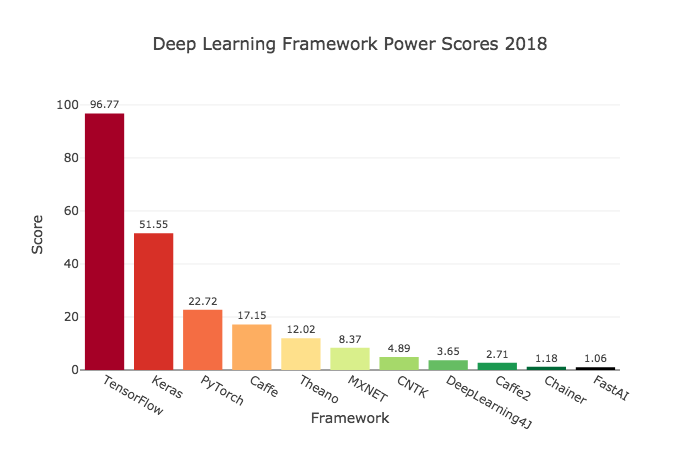 Deep Learning Framework Power Scores 2018
Score
100
80
60
40
20
0
96.77
51.55
22.72
17.15
12.02
8.37
4.89
3.65
2.71
1.18
1.06
TensorFlow
Keras
PyTorch
Caffe
Theano
MXNET
CNTK
DeepLearning4J
Caffe2
Chainer
FastAI
Framework